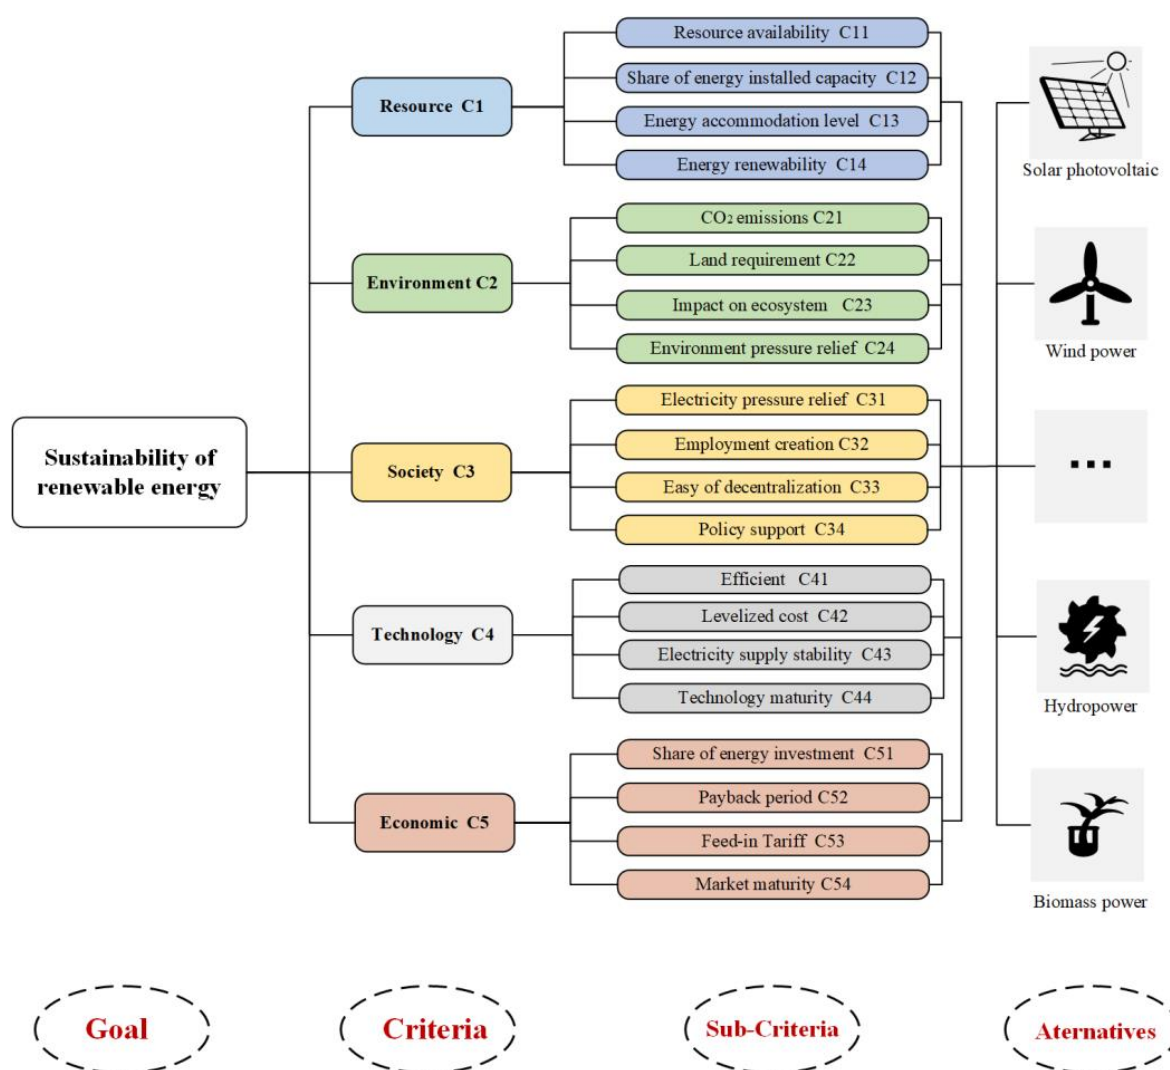 Sustainability of
renewable energy
Resource C1
Resource availability C11
Share of energy installed capacity C12
Energy accommodation level C13
Energy renewability C14
Environment C2
CO₂ emissions C21
Land requirement C22
Impact on ecosystem C23
Environment pressure relief C24
Society C3
Electricity pressure relief C31
Employment creation C32
Easy of decentralization C33
Policy support C34
Technology C4
Efficient C41
Levelized cost C42
Electricity supply stability C43
Technology maturity C44
Economic C5
Share of energy investment C51
Payback period C52
Feed-in Tariff C53
Market maturity C54
Solar photovoltaic
Wind power
...
Hydropower
Biomass power
Goal
Criteria
Sub-Criteria
Aternatives